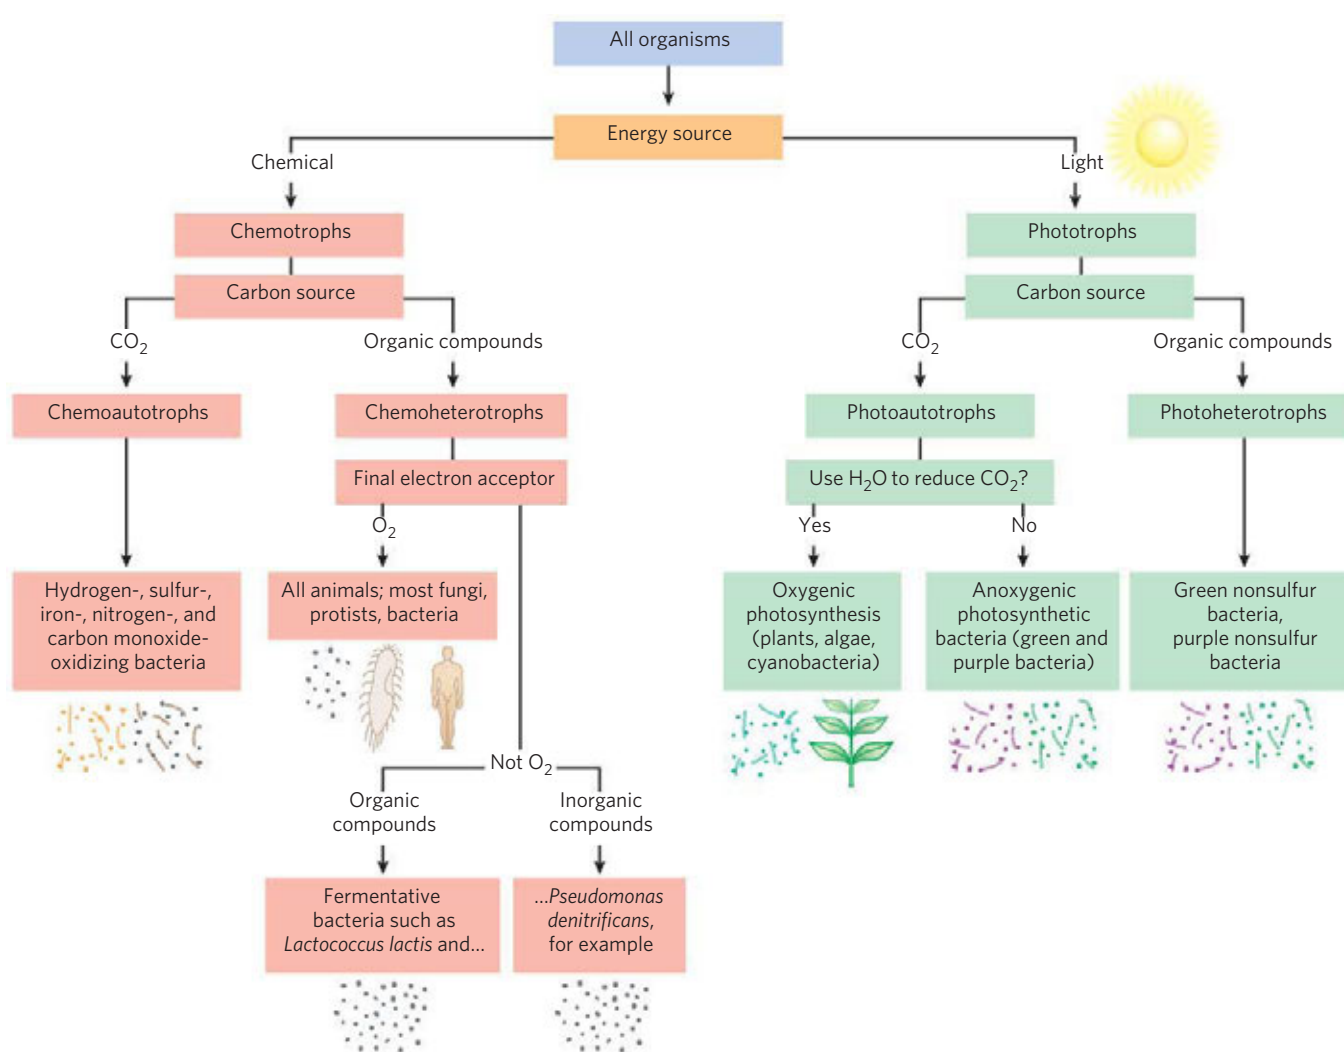 All organisms
Energy source
Chemical
Light
Chemotrophs
Phototrophs
Carbon source
Carbon source
CO₂
Organic compounds
CO₂
Organic compounds
Chemoautotrophs
Chemoheterotrophs
Photoautotrophs
Photoheterotrophs
Final electron acceptor
Use H₂O to reduce CO₂?
O₂
Yes
No
Hydrogen-, sulfur-,
iron-, nitrogen-, and
carbon monoxide-
oxidizing bacteria
All animals; most fungi,
protists, bacteria
Oxygenic
photosynthesis
(plants, algae,
cyanobacteria)
Anoxygenic
photosynthetic
bacteria (green and
purple bacteria)
Green nonsulfur
bacteria,
purple nonsulfur
bacteria
Not O₂
Organic
compounds
Inorganic
compounds
Fermentative
bacteria such as
Lactococcus lactis and...
...Pseudomonas
denitrificans,
for example